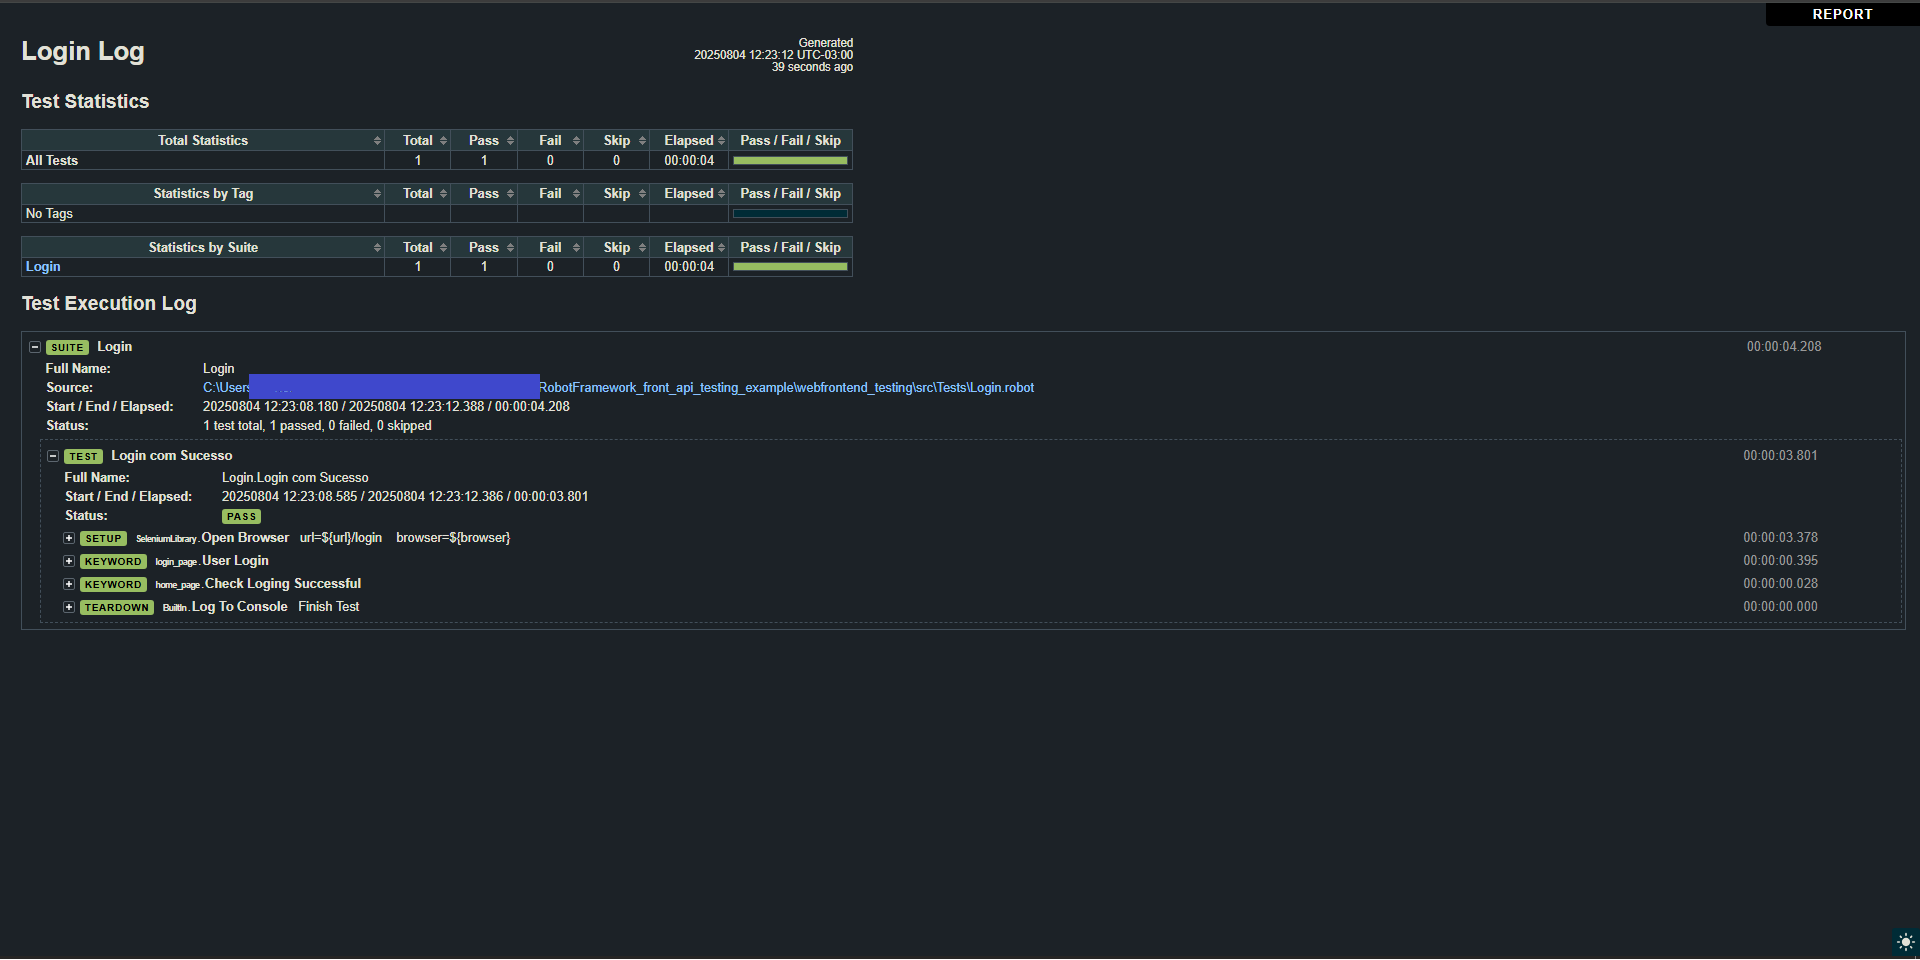 REPORT
Login Log
Generated
20250804 12:23:12 UTC-03:00
39 seconds ago
Test Statistics
Total Statistics Total Pass Fail Skip Elapsed Pass / Fail / Skip
All Tests 1 1 0 0 00:00:04
Statistics by Tag Total Pass Fail Skip Elapsed Pass / Fail / Skip
No Tags
Statistics by Suite Total Pass Fail Skip Elapsed Pass / Fail / Skip
Login 1 1 0 0 00:00:04
Test Execution Log
SUITE Login 00:00:04.208
Full Name: Login
Source: C:\Users RobotFramework_front_api_testing_example\webfrontend_testing\src\Tests\Login.robot
Start / End / Elapsed: 20250804 12:23:08.180 / 20250804 12:23:12.388 / 00:00:04.208
Status: 1 test total, 1 passed, 0 failed, 0 skipped
TEST Login com Sucesso 00:00:03.801
Full Name: Login.Login com Sucesso
Start / End / Elapsed: 20250804 12:23:08.585 / 20250804 12:23:12.386 / 00:00:03.801
Status: PASS
SETUP SeleniumLibrary.Open Browser url=${url}/login browser=${browser} 00:00:03.378
KEYWORD login_page.User Login 00:00:00.395
KEYWORD home_page.Check Loging Successful 00:00:00.028
TEARDOWN BuiltIn.Log To Console Finish Test 00:00:00.000